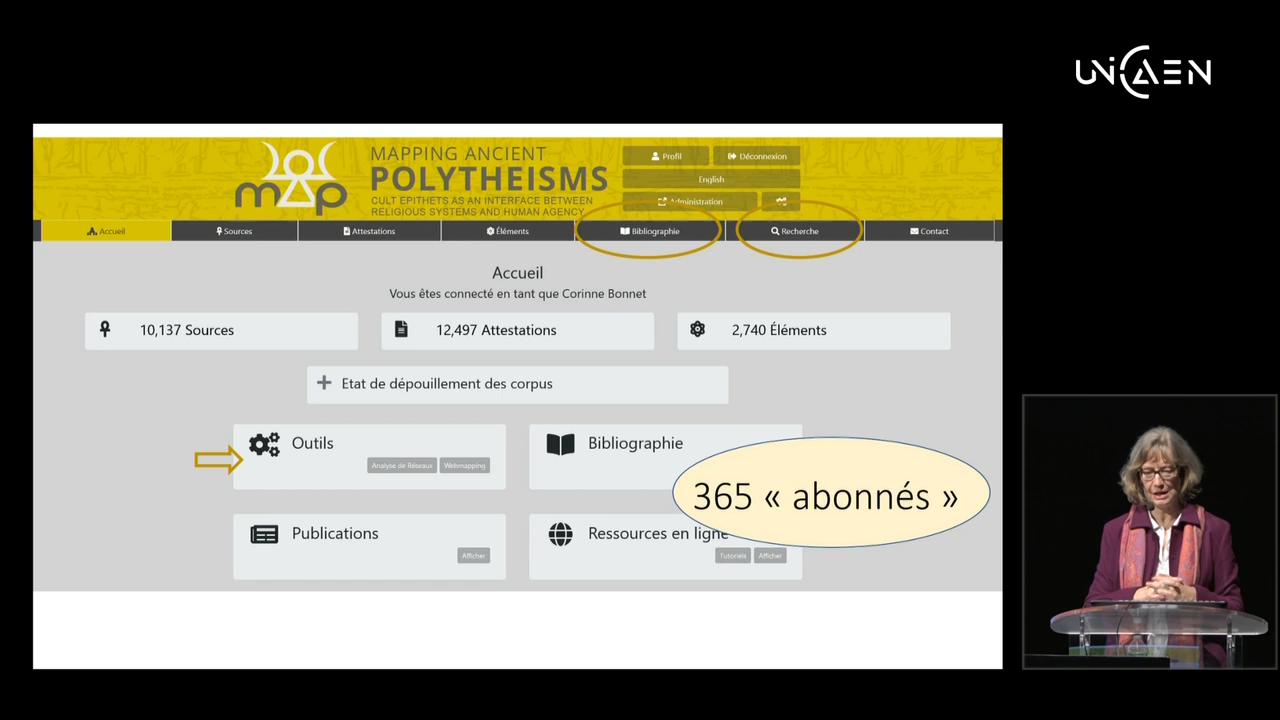 UNICAEN
map
MAPPING ANCIENT
POLYTHEISMS
CULT EPITHETS AS AN INTERFACE BETWEEN
RELIGIOUS SYSTEMS AND HUMAN AGENCY
Profil
Déconnexion
English
Administration
Accueil
Sources
Attestations
Éléments
Bibliographie
Recherche
Contact
Accueil
Vous êtes connecté en tant que Corinne Bonnet
10,137 Sources
12,497 Attestations
2,740 Éléments
Etat de dépouillement des corpus
Outils
Analyse de Réseaux
Webmapping
Bibliographie
365 « abonnés »
Publications
Afficher
Ressources en ligne
Tutoriels
Afficher